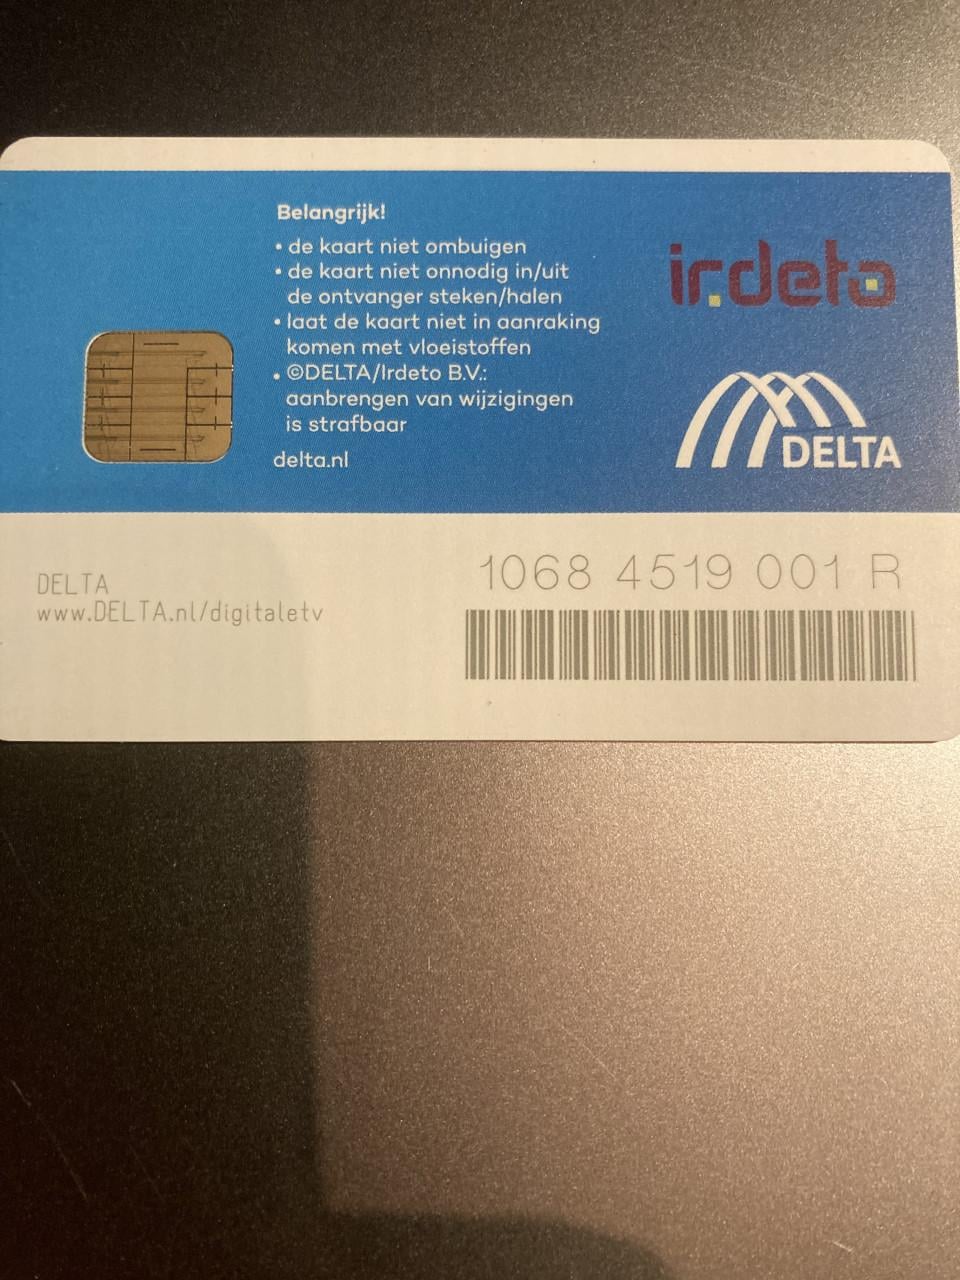 Belangrijk!
• de kaart niet ombuigen
• de kaart niet onnodig in/uit
de ontvanger steken/halen
• laat de kaart niet in aanraking
komen met vloeistoffen
• ©DELTA/Irdeto B.V.:
aanbrengen van wijzigingen
is strafbaar
delta.nl
irdeto
DELTA
DELTA
www.DELTA.nl/digitaletv
1068 4519 001 R